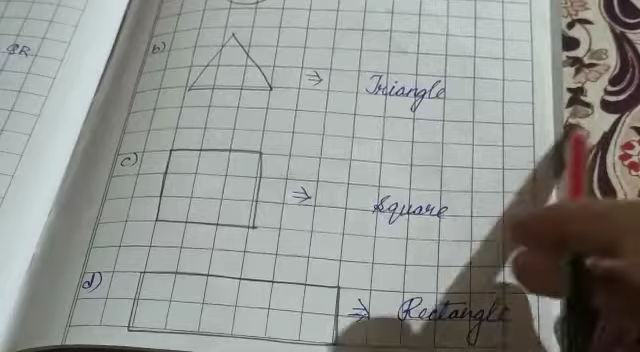 b) ⇒ Triangle
c) ⇒ Square
d) ⇒ Rectangle